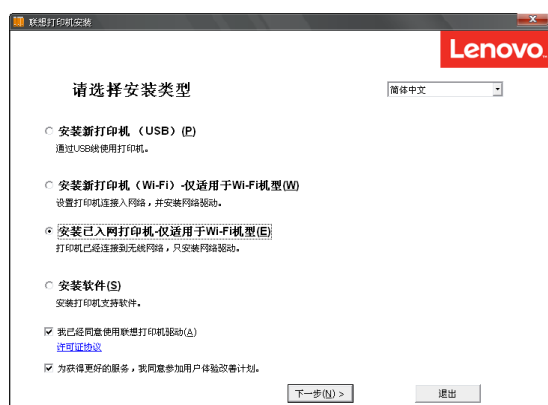 联想打印机安装
Lenovo
请选择安装类型
简体中文
安装新打印机 （USB）(P)
通过USB线使用打印机。
安装新打印机（Wi-Fi）-仅适用于Wi-Fi机型(W)
设置打印机连接入网络，并安装网络驱动。
安装已入网打印机-仅适用于Wi-Fi机型(E)
打印机已经连接到无线网络，只安装网络驱动。
安装软件(S)
安装打印机支持软件。
我已经同意使用联想打印机驱动(A)
许可证协议
为获得更好的服务，我同意参加用户体验改善计划。
下一步(N) >
退出